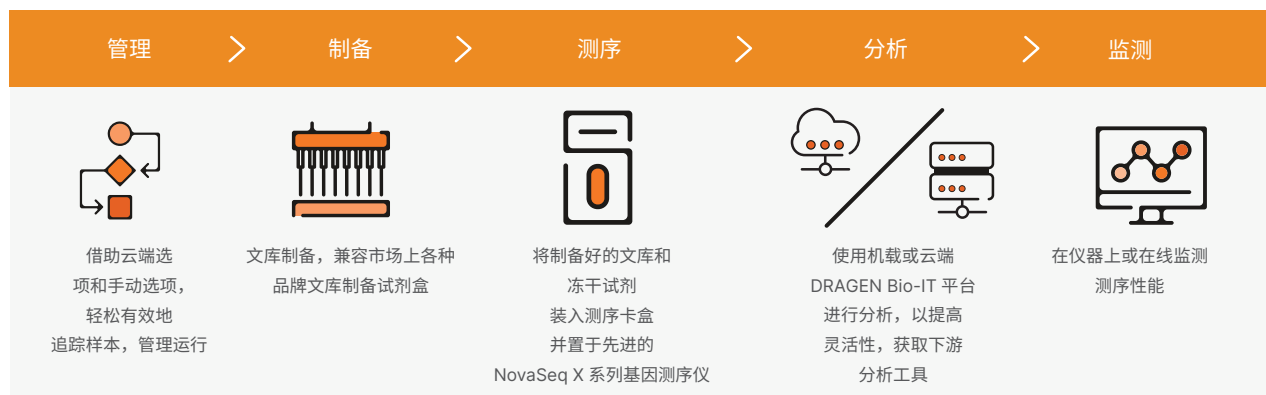 管理
制备
测序
分析
监测
借助云端选
项和手动选项，
轻松有效地
追踪样本，管理运行
文库制备，兼容市场上各种
品牌文库制备试剂盒
将制备好的文库和
冻干试剂
装入测序卡盒
并置于先进的
NovaSeq X 系列基因测序仪
使用机载或云端
DRAGEN Bio-IT 平台
进行分析，以提高
灵活性，获取下游
分析工具
在仪器上或在线监测
测序性能